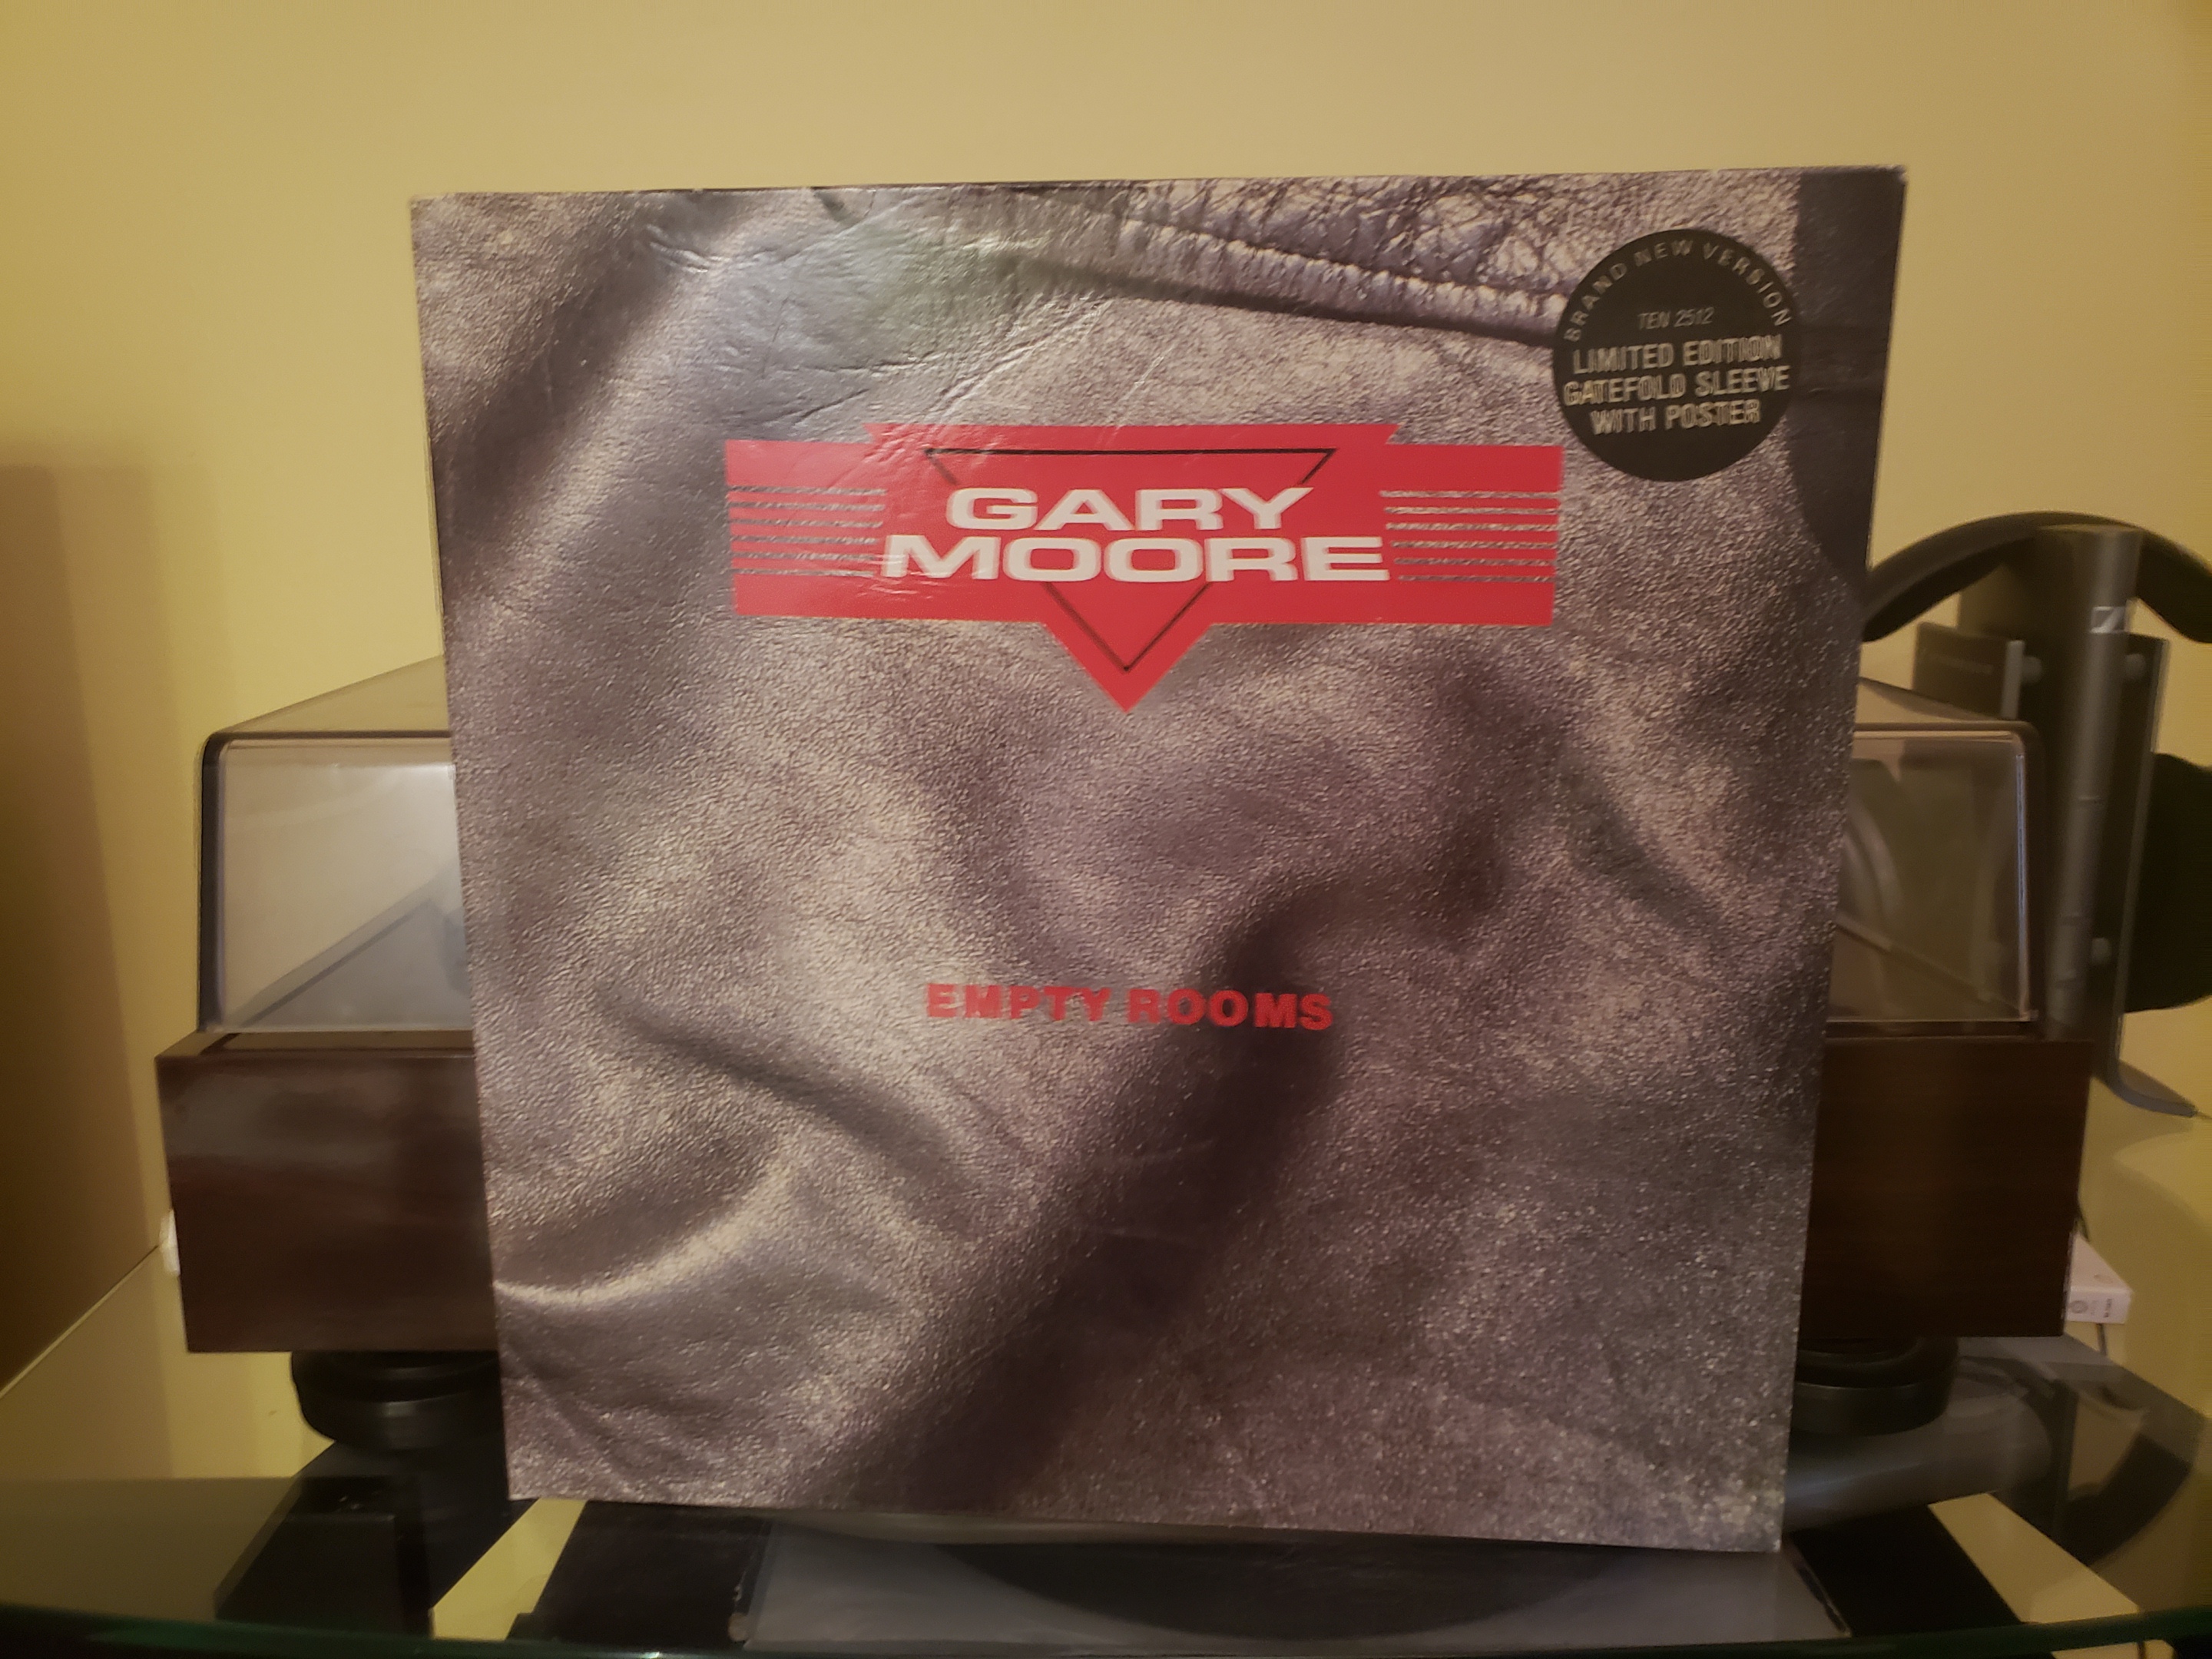 BRAND NEW VERSION
TEN 2512
LIMITED EDITION
GATEFOLD SLEEVE
WITH POSTER
GARY
MOORE
EMPTY ROOMS